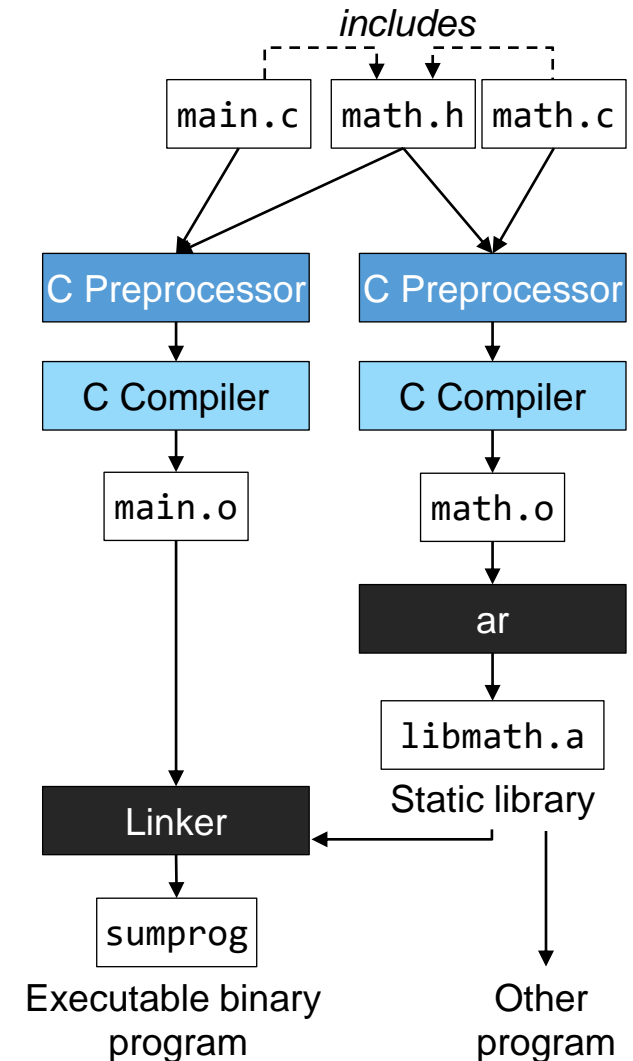 includes
main.c math.h math.c
C Preprocessor C Preprocessor
C Compiler C Compiler
main.o math.o
ar
libmath.a
Static library
Linker
sumprog
Executable binary
program
Other
program